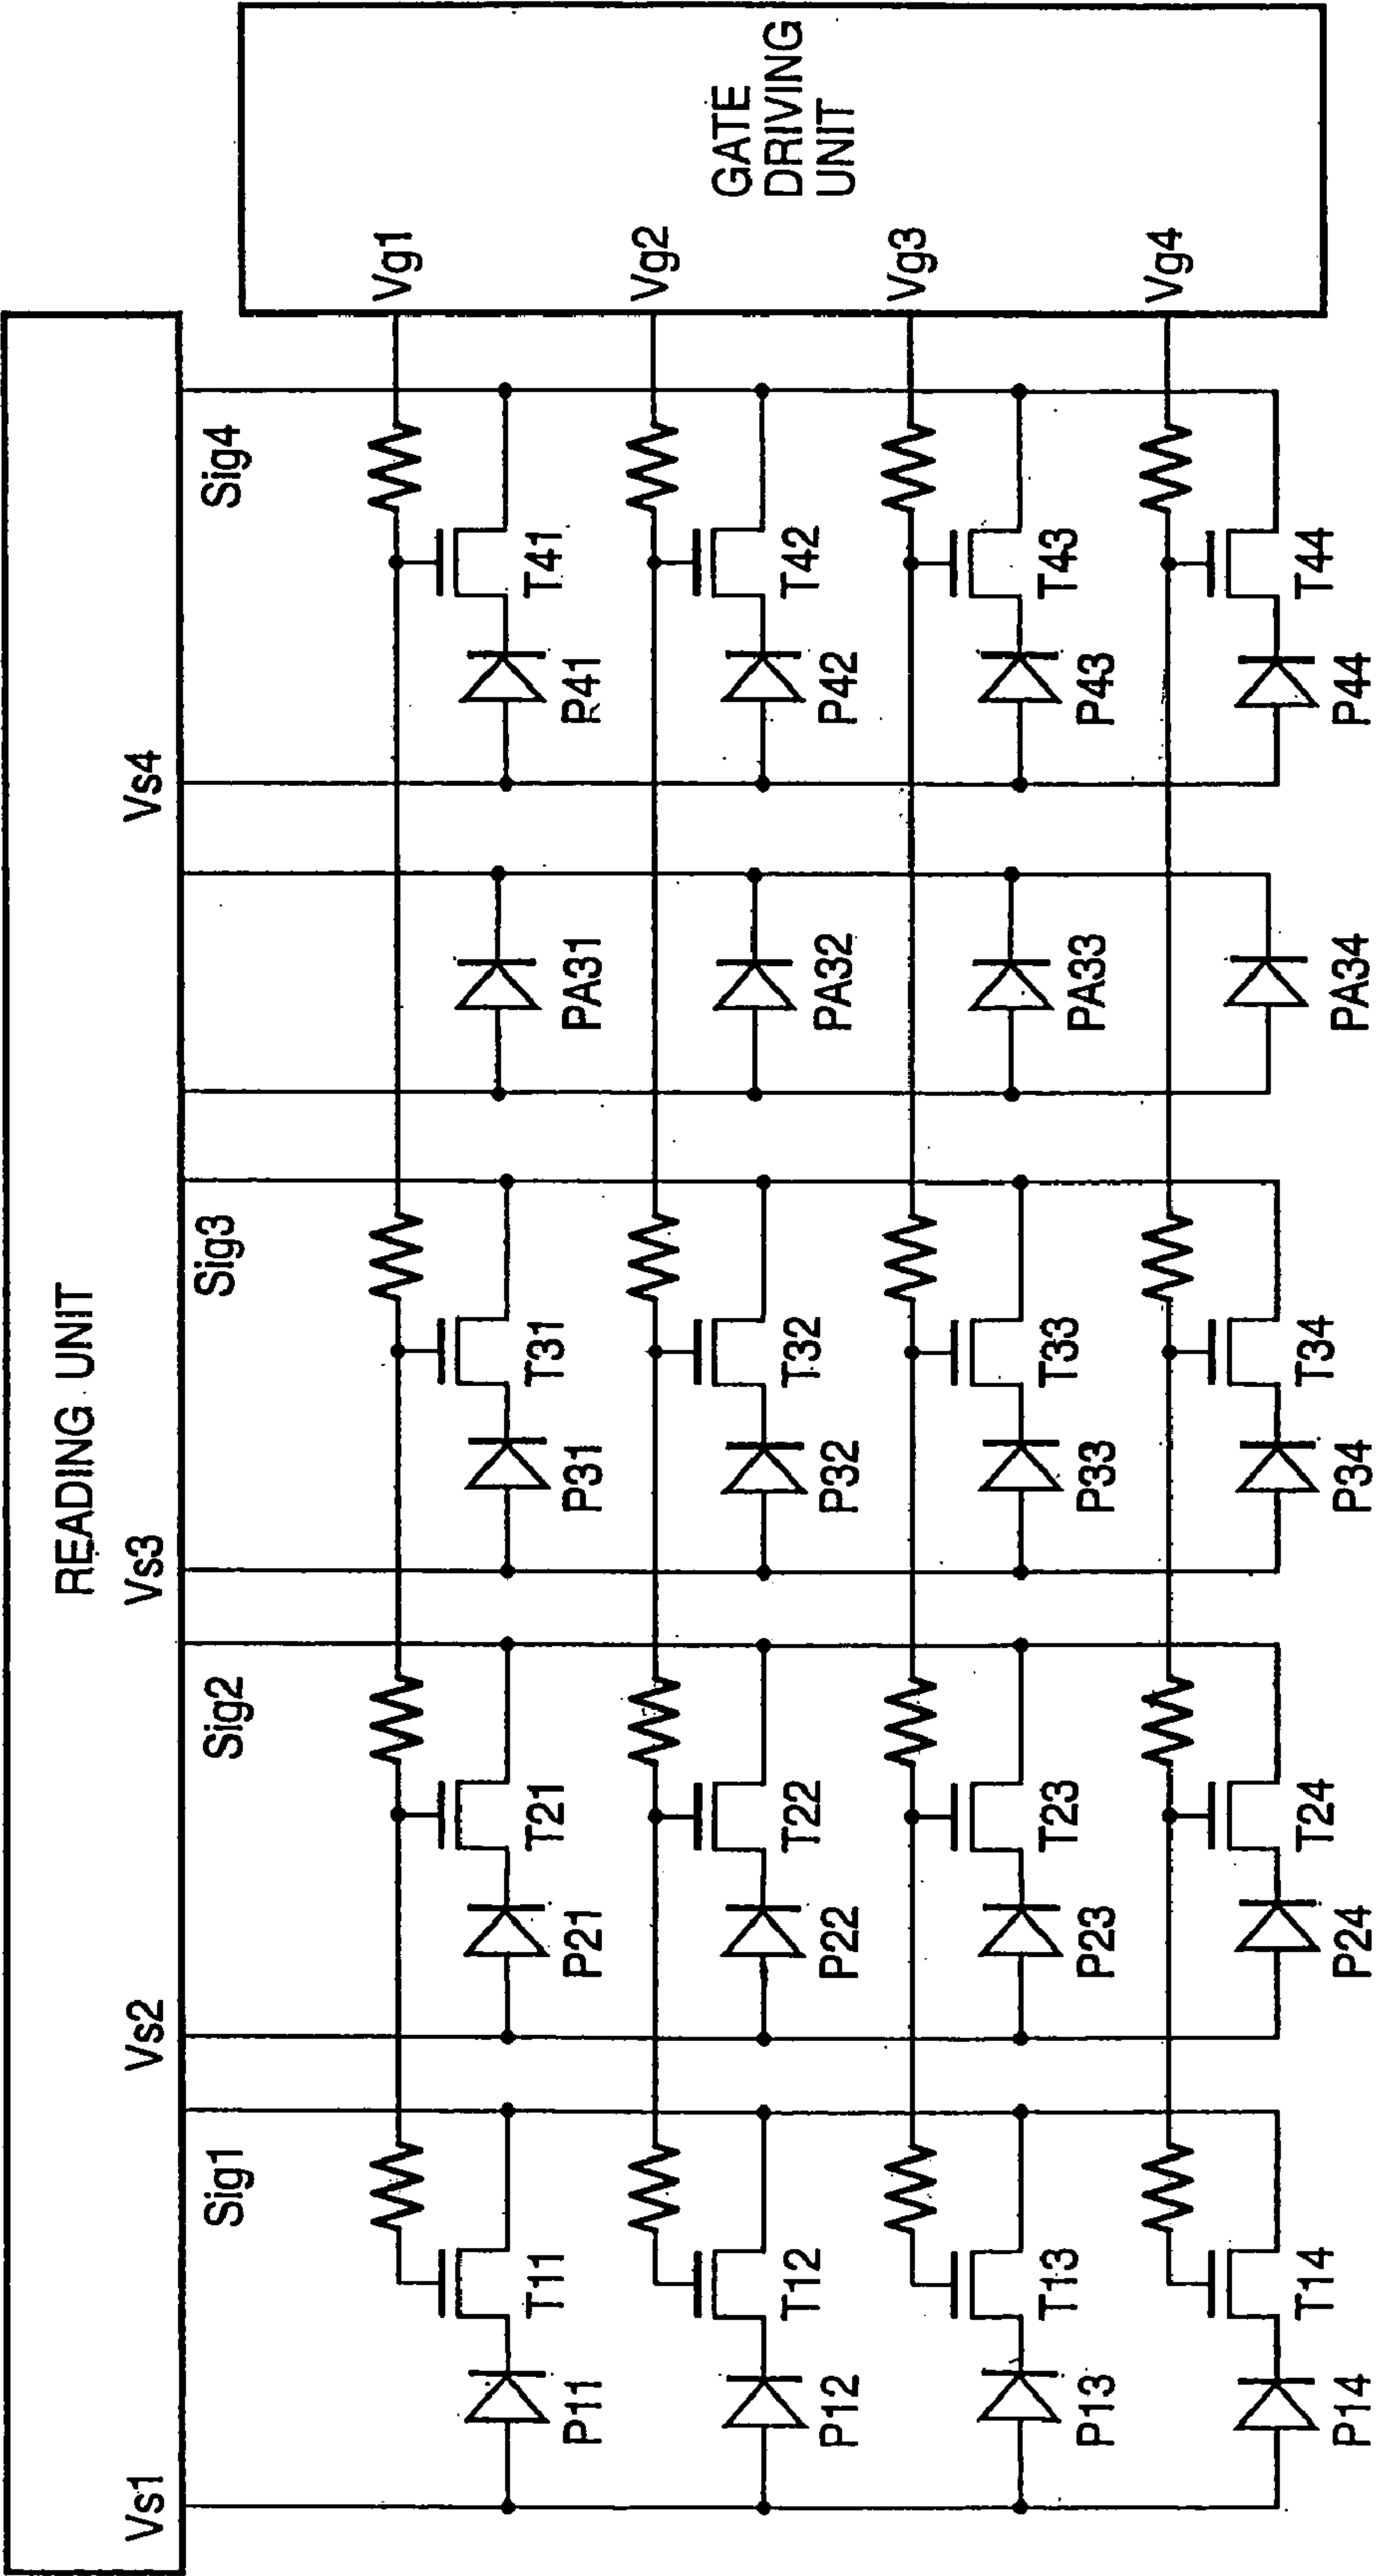 READING UNIT
Vs1
Vs2
Vs3
Vs4
Sig1
Sig2
Sig3
Sig4
GATE
DRIVING
UNIT
Vg1
Vg2
Vg3
Vg4
T11
T21
T31
T41
P11
P21
P31
PA31
P41
T12
T22
T32
T42
P12
P22
P32
PA32
P42
T13
T23
T33
T43
P13
P23
P33
PA33
P43
T14
T24
T34
T44
P14
P24
P34
PA34
P44